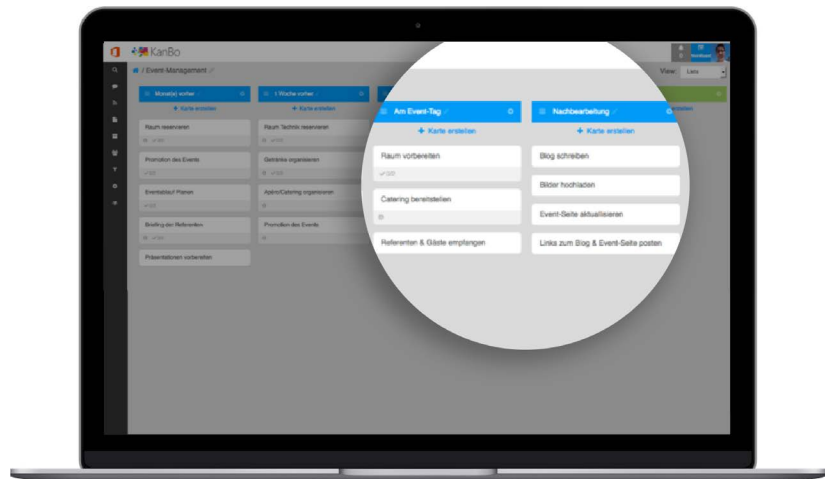 KanBo
/ Event-Management
View: Liste
Monat(e) vorher
+ Karte erstellen
Raum reservieren
Promotion des Events
Eventablauf Planen
Briefing der Referenten
Präsentationen vorbereiten
1 Woche vorher
+ Karte erstellen
Raum Technik reservieren
Getränke organisieren
Apéro/Catering organisieren
Promotion des Events
Am Event-Tag
+ Karte erstellen
Raum vorbereiten
Catering bereitstellen
Referenten & Gäste empfangen
Nachbearbeitung
+ Karte erstellen
Blog schreiben
Bilder hochladen
Event-Seite aktualisieren
Links zum Blog & Event-Seite posten
erstellen